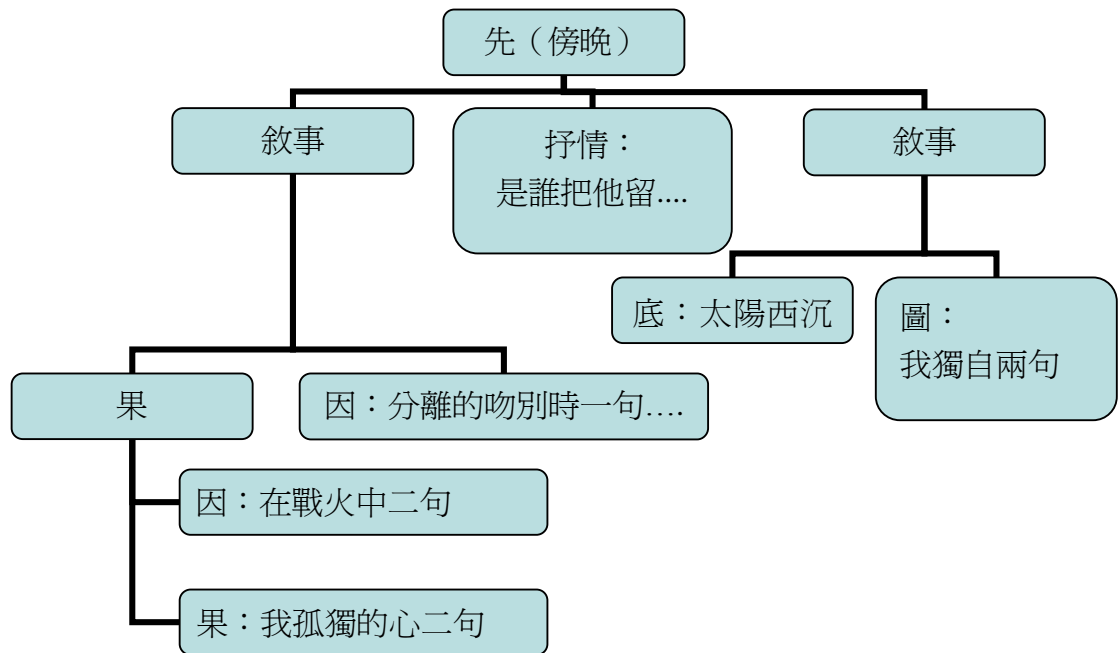 先（傍晚）
敘事
抒情：
是誰把他留....
敘事
底：太陽西沉
圖：
我獨自兩句
果
因：分離的吻別時一句….
因：在戰火中二句
果：我孤獨的心二句